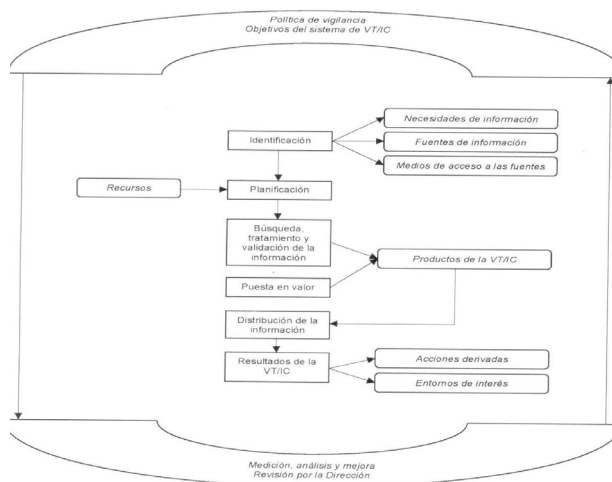 Política de vigilancia
Objetivos del sistema de VT/IC
Necesidades de información
Identificación
Fuentes de información
Medios de acceso a las fuentes
Recursos
Planificación
Búsqueda,
tratamiento y
validación de la
información
Productos de la VT/IC
Puesta en valor
Distribución de la
información
Resultados de la
VT/IC
Acciones derivadas
Entornos de interés
Medición, análisis y mejora
Revisión por la Dirección